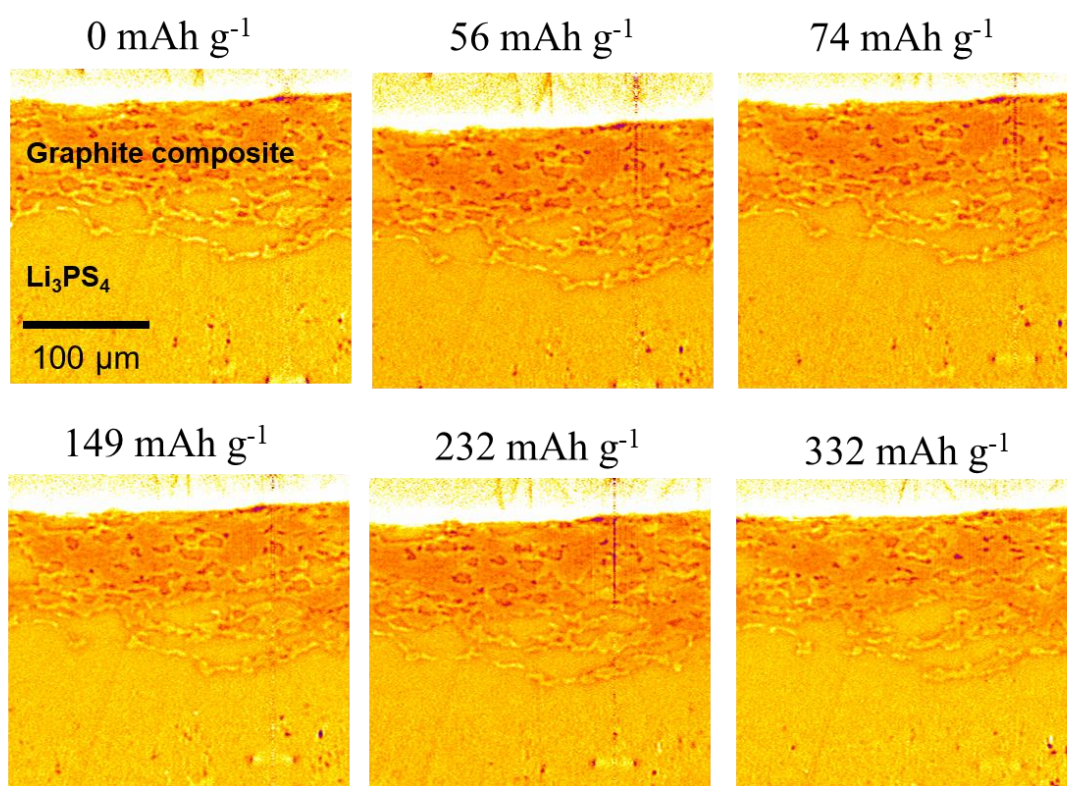 0 mAh g⁻¹
56 mAh g⁻¹
74 mAh g⁻¹
Graphite composite
Li₃PS₄
100 µm
149 mAh g⁻¹
232 mAh g⁻¹
332 mAh g⁻¹